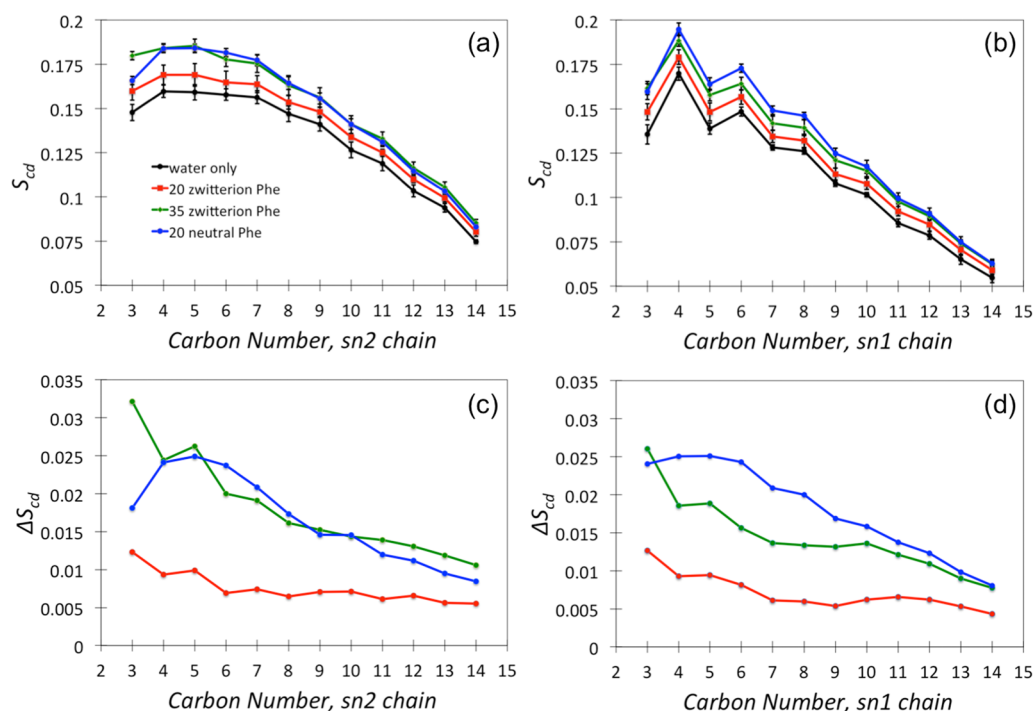 0.2
0.175
0.15
0.125
0.1
0.075
0.05
S_cd
(a)
water only
20 zwitterion Phe
35 zwitterion Phe
20 neutral Phe
2 3 4 5 6 7 8 9 10 11 12 13 14 15
Carbon Number, sn2 chain
0.2
0.175
0.15
0.125
0.1
0.075
0.05
S_cd
(b)
2 3 4 5 6 7 8 9 10 11 12 13 14 15
Carbon Number, sn1 chain
0.035
0.03
0.025
0.02
0.015
0.01
0.005
0
ΔS_cd
(c)
2 3 4 5 6 7 8 9 10 11 12 13 14 15
Carbon Number, sn2 chain
0.035
0.03
0.025
0.02
0.015
0.01
0.005
0
ΔS_cd
(d)
2 3 4 5 6 7 8 9 10 11 12 13 14 15
Carbon Number, sn1 chain